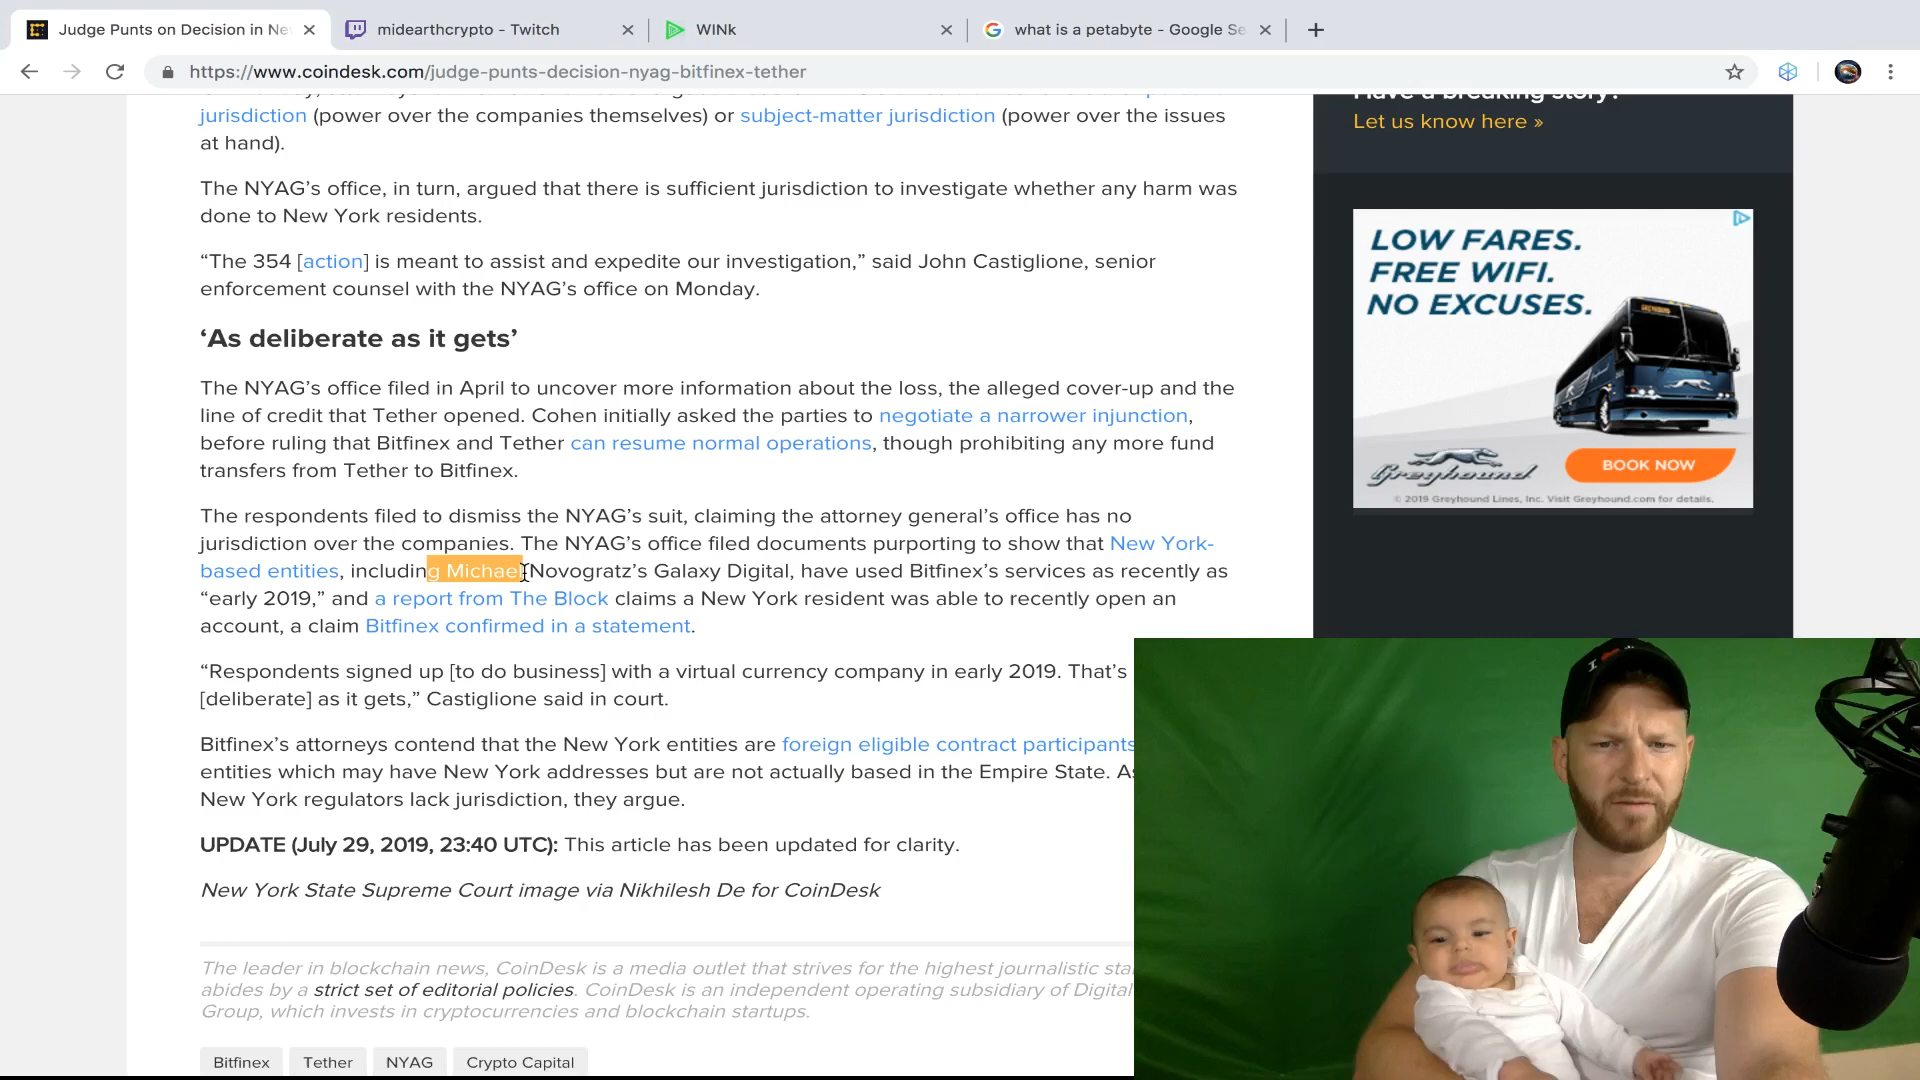 Judge Punts on Decision in Ne
midearthcrypto - Twitch
WINk
what is a petabyte - Google Se
https://www.coindesk.com/judge-punts-decision-nyag-bitfinex-tether
jurisdiction (power over the companies themselves) or subject-matter jurisdiction (power over the issues
at hand).
The NYAG’s office, in turn, argued that there is sufficient jurisdiction to investigate whether any harm was
done to New York residents.
“The 354 [action] is meant to assist and expedite our investigation,” said John Castiglione, senior
enforcement counsel with the NYAG’s office on Monday.
‘As deliberate as it gets’
The NYAG’s office filed in April to uncover more information about the loss, the alleged cover-up and the
line of credit that Tether opened. Cohen initially asked the parties to negotiate a narrower injunction,
before ruling that Bitfinex and Tether can resume normal operations, though prohibiting any more fund
transfers from Tether to Bitfinex.
The respondents filed to dismiss the NYAG’s suit, claiming the attorney general’s office has no
jurisdiction over the companies. The NYAG’s office filed documents purporting to show that New York-
based entities, including Michael Novogratz’s Galaxy Digital, have used Bitfinex’s services as recently as
“early 2019,” and a report from The Block claims a New York resident was able to recently open an
account, a claim Bitfinex confirmed in a statement.
“Respondents signed up [to do business] with a virtual currency company in early 2019. That’s
[deliberate] as it gets,” Castiglione said in court.
Bitfinex’s attorneys contend that the New York entities are foreign eligible contract participants
entities which may have New York addresses but are not actually based in the Empire State. As
New York regulators lack jurisdiction, they argue.
UPDATE (July 29, 2019, 23:40 UTC): This article has been updated for clarity.
New York State Supreme Court image via Nikhilesh De for CoinDesk
The leader in blockchain news, CoinDesk is a media outlet that strives for the highest journalistic sta
abides by a strict set of editorial policies. CoinDesk is an independent operating subsidiary of Digital
Group, which invests in cryptocurrencies and blockchain startups.
Bitfinex
Tether
NYAG
Crypto Capital
Have a breaking story?
Let us know here »
LOW FARES.
FREE WIFI.
NO EXCUSES.
Greyhound
BOOK NOW
© 2019 Greyhound Lines, Inc. Visit Greyhound.com for details.
I